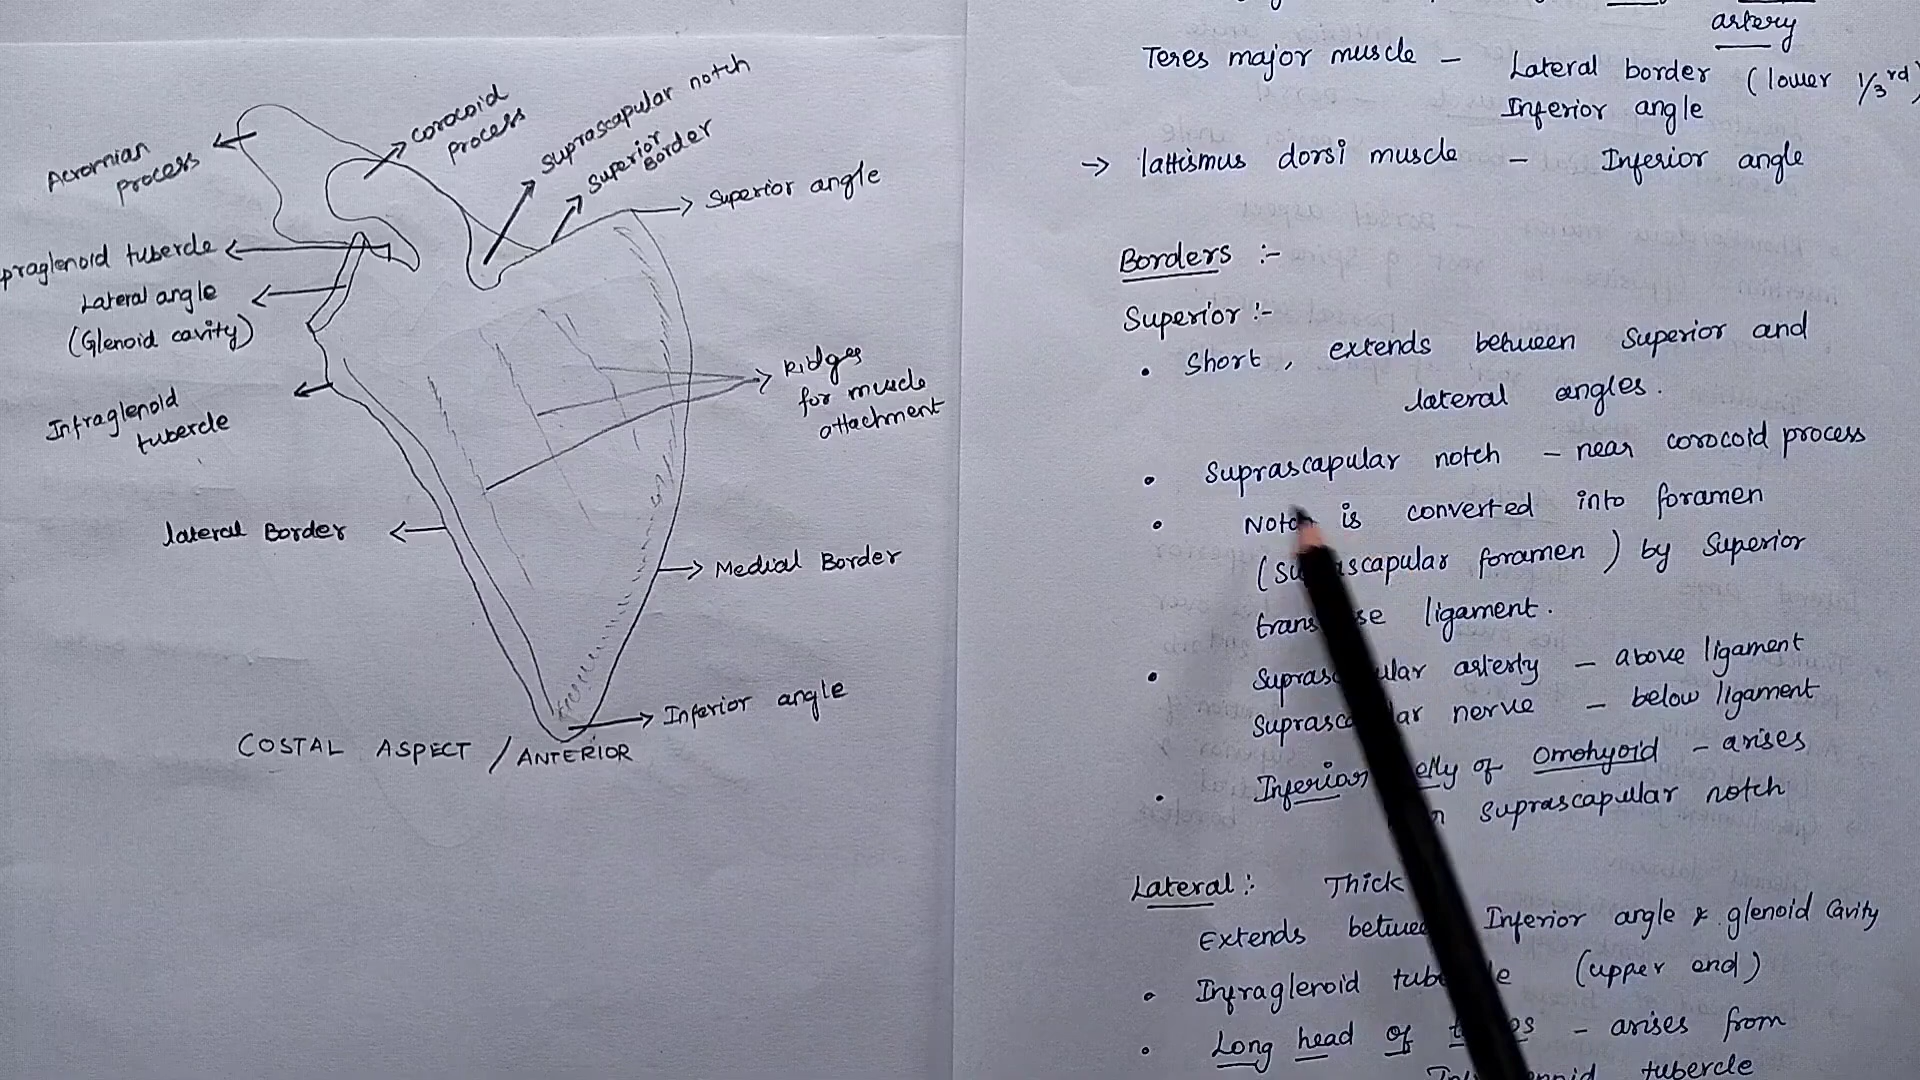 Acromian
process
corocoid
process
suprascapular notch
superior
Border
superior angle
praglenoid tubercle
Lateral angle
(Glenoid cavity)
Infraglenoid
tubercle
Ridges
for muscle
attachment
lateral Border
Medial Border
Inferior angle
COSTAL ASPECT / ANTERIOR
artery
Teres major muscle - Lateral border (lower 1/3rd)
Inferior angle
→ lattismus dorsi muscle - Inferior angle
Borders :-
Superior :-
• Short, extends between Superior and
lateral angles.
• Suprascapular notch - near corocoid process
• Notch is converted into foramen
(suprascapular foramen) by Superior
transverse ligament.
• Suprascapular arterty - above ligament
Suprascapular nerve - below ligament
• Inferior belly of Omohyoid - arises
suprascapular notch
Lateral :- Thick
Extends between Inferior angle & glenoid Cavity
• Infraglenoid tubercle (upper end)
• Long head of - arises from
tubercle